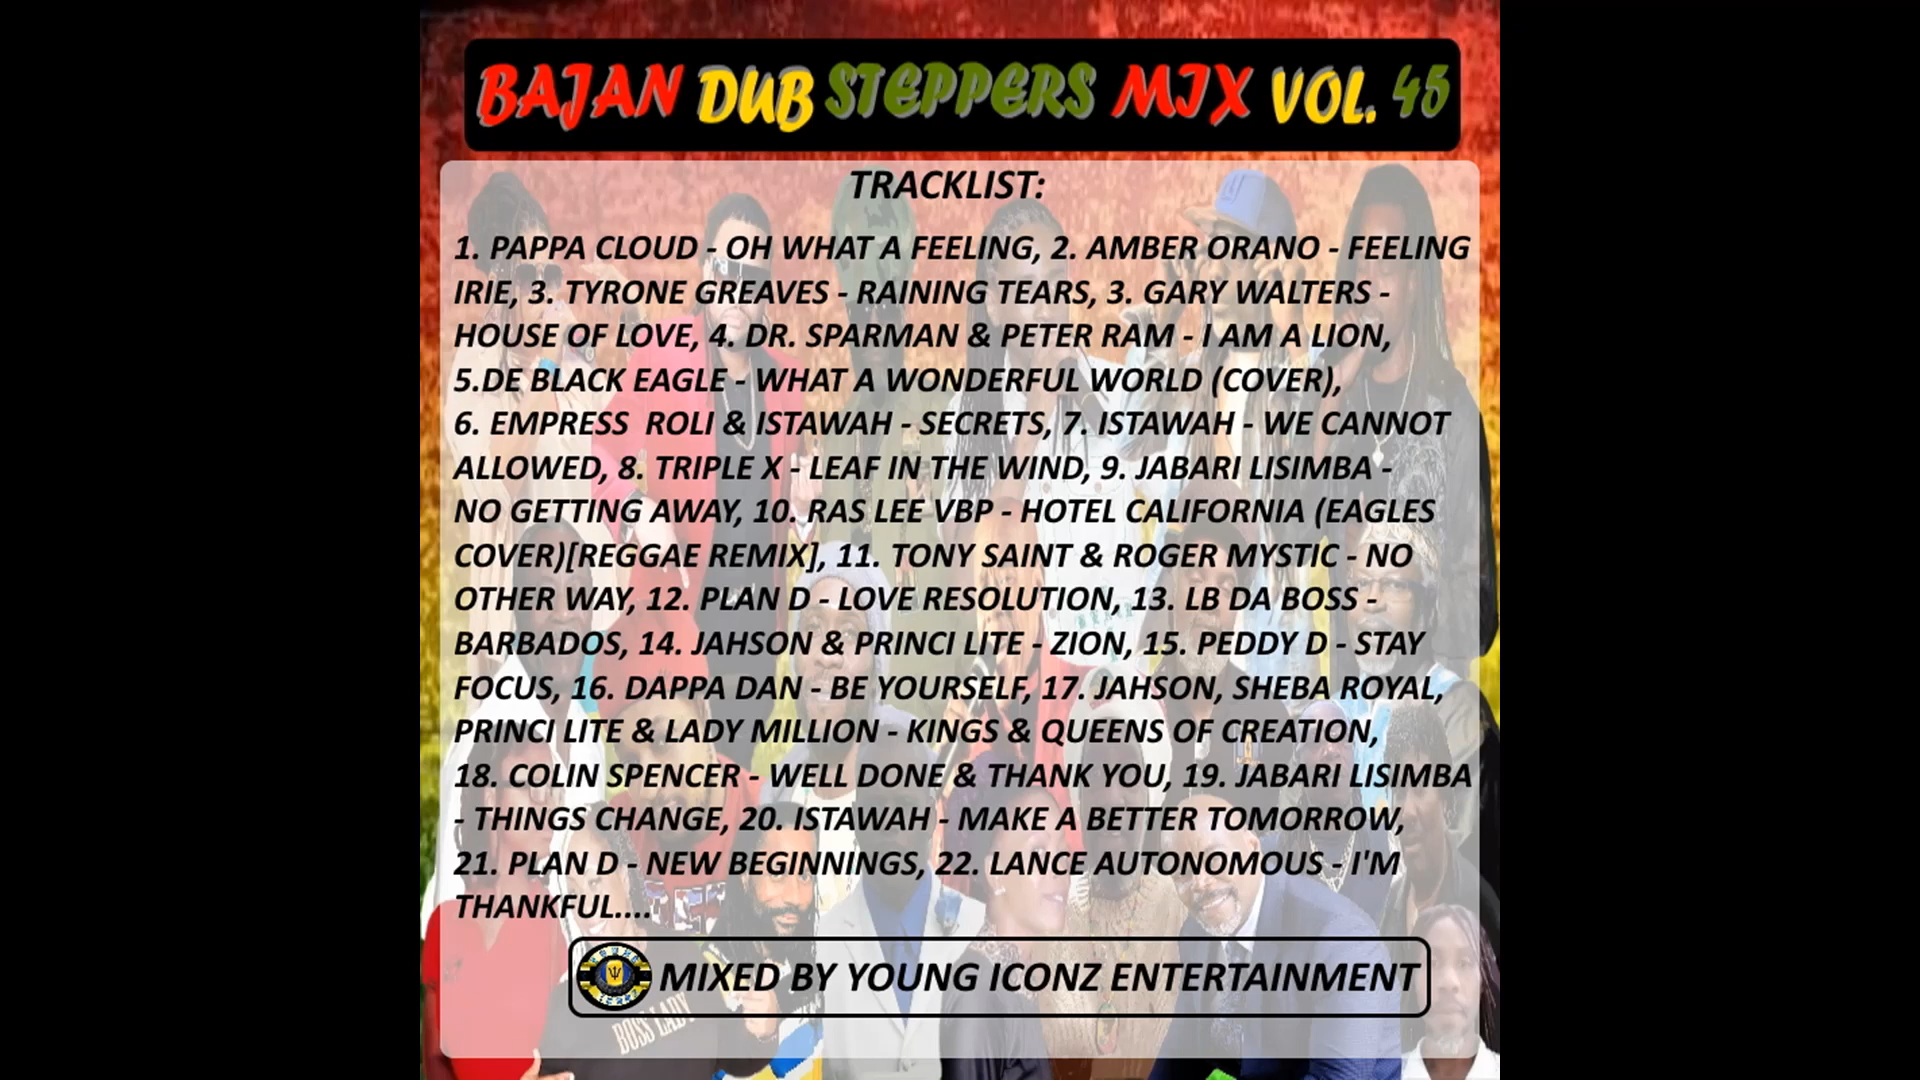 BAJAN DUB STEPPERS MIX VOL. 45
TRACKLIST:
1. PAPPA CLOUD - OH WHAT A FEELING, 2. AMBER ORANO - FEELING
IRIE, 3. TYRONE GREAVES - RAINING TEARS, 3. GARY WALTERS -
HOUSE OF LOVE, 4. DR. SPARMAN & PETER RAM - I AM A LION,
5.DE BLACK EAGLE - WHAT A WONDERFUL WORLD (COVER),
6. EMPRESS ROLI & ISTAWAH - SECRETS, 7. ISTAWAH - WE CANNOT
ALLOWED, 8. TRIPLE X - LEAF IN THE WIND, 9. JABARI LISIMBA -
NO GETTING AWAY, 10. RAS LEE VBP - HOTEL CALIFORNIA (EAGLES
COVER)[REGGAE REMIX], 11. TONY SAINT & ROGER MYSTIC - NO
OTHER WAY, 12. PLAN D - LOVE RESOLUTION, 13. LB DA BOSS -
BARBADOS, 14. JAHSON & PRINCI LITE - ZION, 15. PEDDY D - STAY
FOCUS, 16. DAPPA DAN - BE YOURSELF, 17. JAHSON, SHEBA ROYAL,
PRINCI LITE & LADY MILLION - KINGS & QUEENS OF CREATION,
18. COLIN SPENCER - WELL DONE & THANK YOU, 19. JABARI LISIMBA
- THINGS CHANGE, 20. ISTAWAH - MAKE A BETTER TOMORROW,
21. PLAN D - NEW BEGINNINGS, 22. LANCE AUTONOMOUS - I'M
THANKFUL....
MIXED BY YOUNG ICONZ ENTERTAINMENT
BOSS LADY